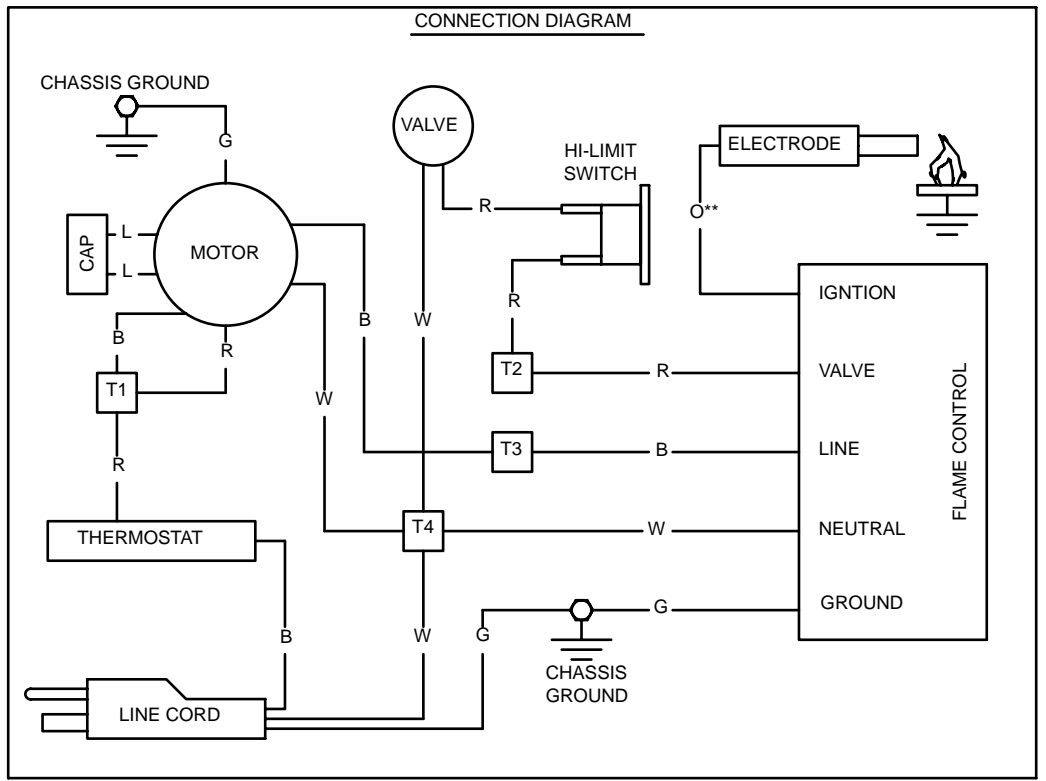 CONNECTION DIAGRAM
CHASSIS GROUND
G
VALVE
HI-LIMIT
SWITCH
ELECTRODE
O**
R
CAP
L
L
MOTOR
IGNTION
R
B
W
B
R
T1
W
T2
R
VALVE
T3
B
LINE
R
THERMOSTAT
T4
W
NEUTRAL
FLAME CONTROL
G
GROUND
B
W
G
CHASSIS
GROUND
LINE CORD